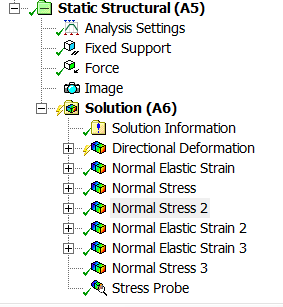 Static Structural (A5)
Analysis Settings
Fixed Support
Force
Image
Solution (A6)
Solution Information
Directional Deformation
Normal Elastic Strain
Normal Stress
Normal Stress 2
Normal Elastic Strain 2
Normal Elastic Strain 3
Normal Stress 3
Stress Probe